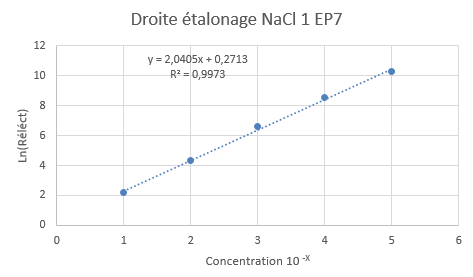 Droite étalonage NaCl 1 EP7
y = 2,0405x + 0,2713
R² = 0,9973
12
10
8
6
4
2
0
Ln(Réléct)
0 1 2 3 4 5 6
Concentration 10 ⁻ˣ